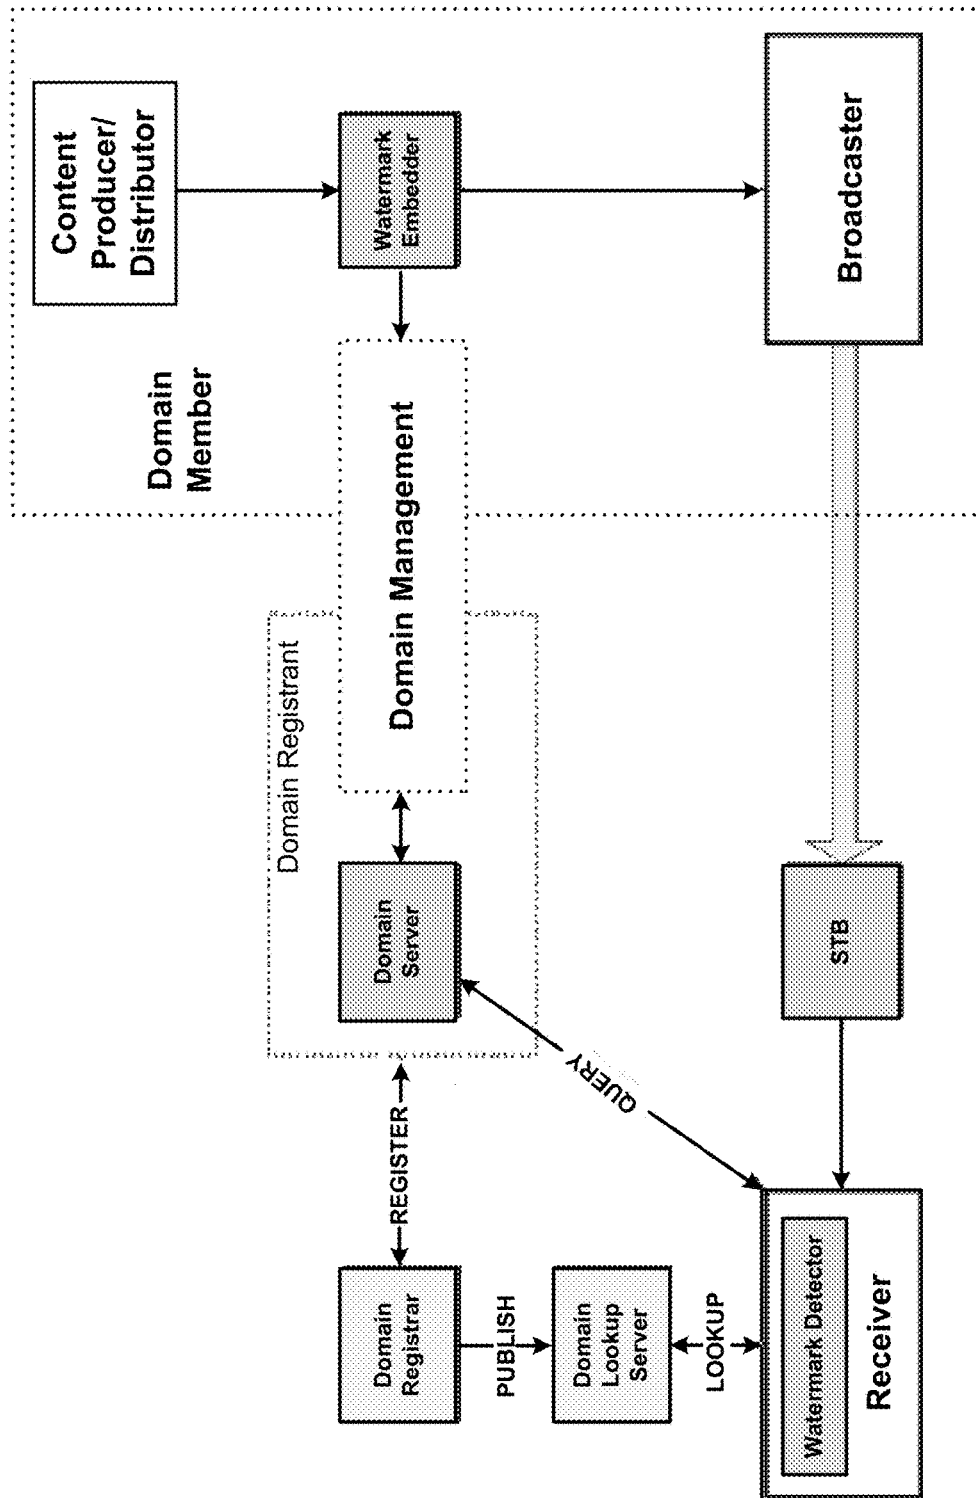 Domain
Registrar
REGISTER
Domain Registrant
Domain
Server
Domain Management
Domain
Member
Content
Producer/
Distributor
Watermark
Embedder
PUBLISH
Domain
Lookup
Server
LOOKUP
QUERY
Watermark Detector
Receiver
STB
Broadcaster